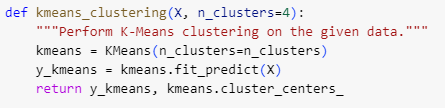 def kmeans_clustering(X, n_clusters=4):
    """Perform K-Means clustering on the given data."""
    kmeans = KMeans(n_clusters=n_clusters)
    y_kmeans = kmeans.fit_predict(X)
    return y_kmeans, kmeans.cluster_centers_